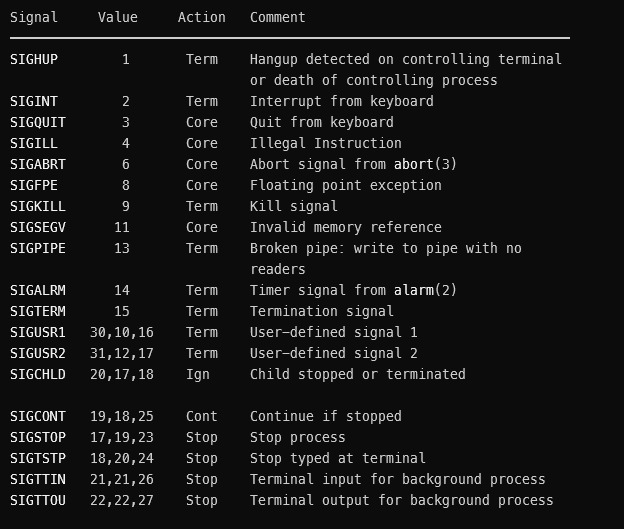 Signal     Value     Action   Comment
SIGHUP        1       Term    Hangup detected on controlling terminal
                              or death of controlling process
SIGINT        2       Term    Interrupt from keyboard
SIGQUIT       3       Core    Quit from keyboard
SIGILL        4       Core    Illegal Instruction
SIGABRT       6       Core    Abort signal from abort(3)
SIGFPE        8       Core    Floating point exception
SIGKILL       9       Term    Kill signal
SIGSEGV      11       Core    Invalid memory reference
SIGPIPE      13       Term    Broken pipe: write to pipe with no
                              readers
SIGALRM      14       Term    Timer signal from alarm(2)
SIGTERM      15       Term    Termination signal
SIGUSR1   30,10,16    Term    User−defined signal 1
SIGUSR2   31,12,17    Term    User−defined signal 2
SIGCHLD   20,17,18    Ign     Child stopped or terminated
SIGCONT   19,18,25    Cont    Continue if stopped
SIGSTOP   17,19,23    Stop    Stop process
SIGTSTP   18,20,24    Stop    Stop typed at terminal
SIGTTIN   21,21,26    Stop    Terminal input for background process
SIGTTOU   22,22,27    Stop    Terminal output for background process